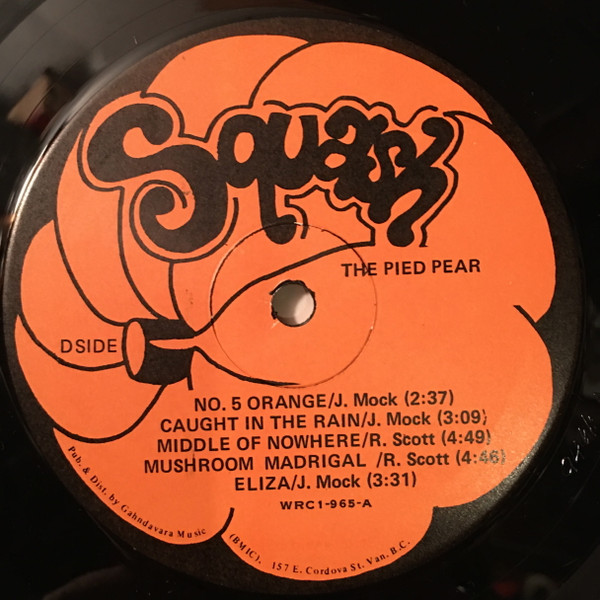 Squash
THE PIED PEAR
DSIDE
NO. 5 ORANGE/J. Mock (2:37)
CAUGHT IN THE RAIN/J. Mock (3:09)
MIDDLE OF NOWHERE/R. Scott (4:49)
MUSHROOM MADRIGAL /R. Scott (4:46)
ELIZA/J. Mock (3:31)
WRC1-965-A
Pub. & Dist. by Gahndavara Music (BMIC). 157 E. Cordova St. Van. B.C.